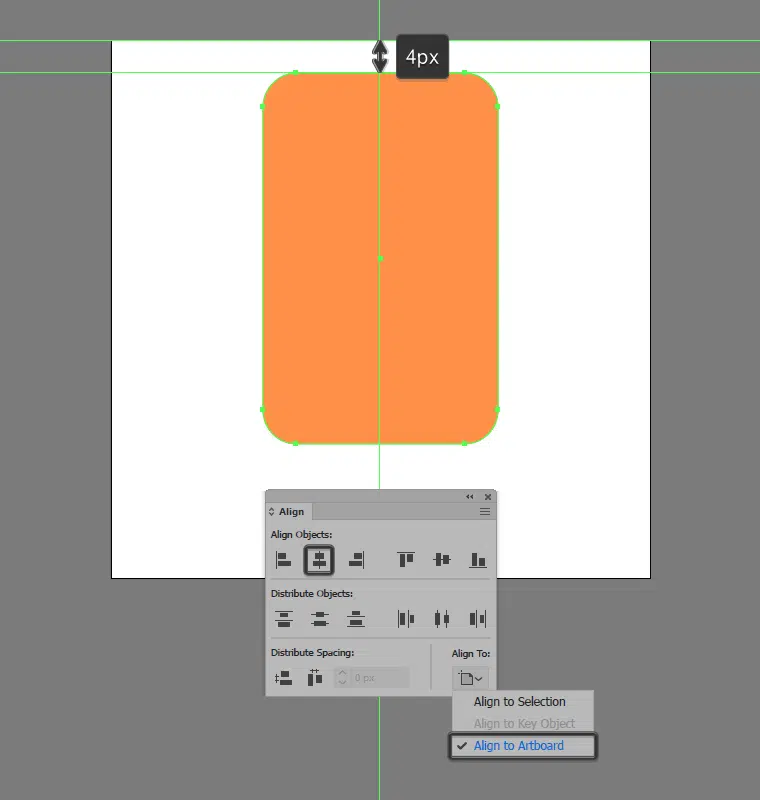 4px
Align
Align Objects:
Distribute Objects:
Distribute Spacing:
Align To:
0 px
Align to Selection
Align to Key Object
Align to Artboard